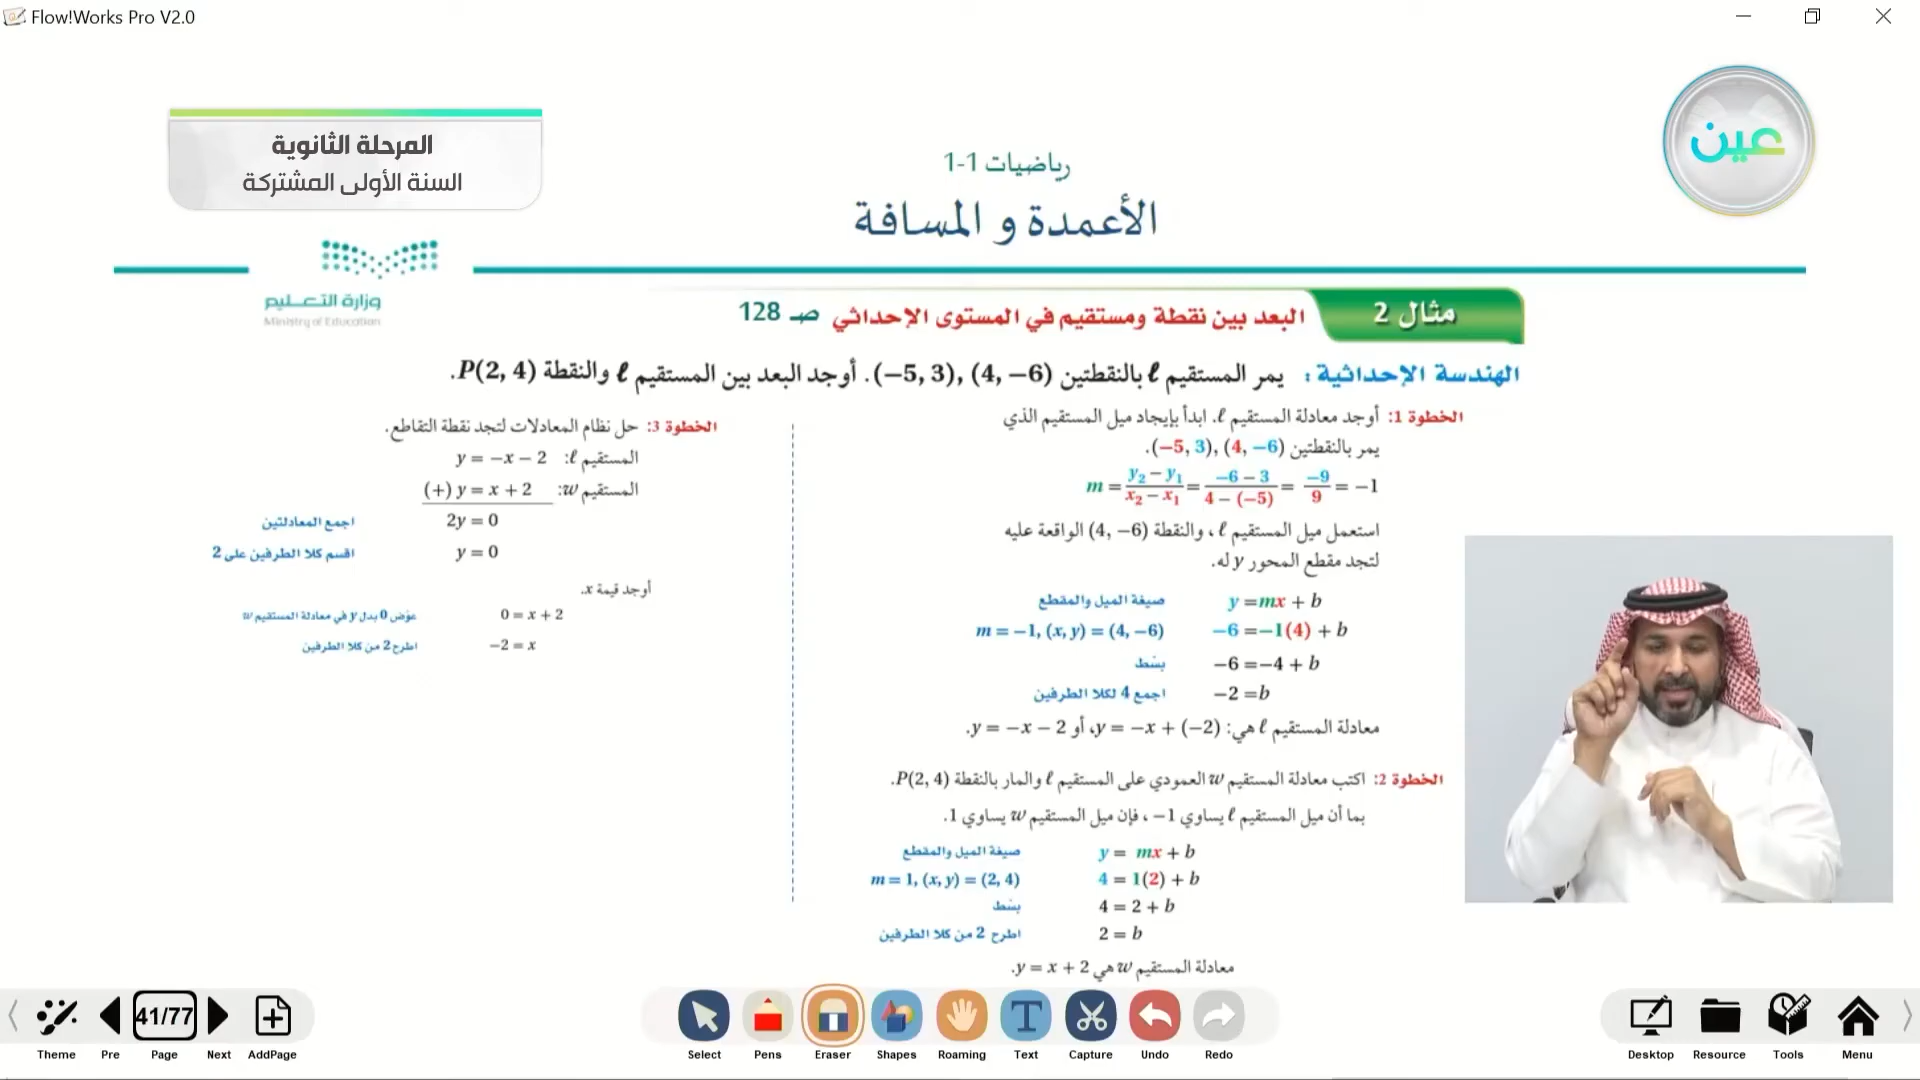 Flow!Works Pro V2.0
عين
المرحلة الثانوية
السنة الأولى المشتركة
رياضيات 1-1
الأعمدة و المسافة
وزارة التعليم
Ministry of Education
مثال 2 البعد بين نقطة ومستقيم في المستوى الإحداثي صـ 128
الهندسة الإحداثية : يمر المستقيم ℓ بالنقطتين (−5, 3), (4, −6). أوجد البعد بين المستقيم ℓ والنقطة P(2, 4).
الخطوة 1: أوجد معادلة المستقيم ℓ. ابدأ بإيجاد ميل المستقيم الذي
يمر بالنقطتين (−5, 3), (4, −6).
m = y₂ − y₁ / x₂ − x₁ = −6 − 3 / 4 − (−5) = −9 / 9 = −1
استعمل ميل المستقيم ℓ، والنقطة (4, −6) الواقعة عليه
لتجد مقطع المحور y له.
y = mx + b صيغة الميل والمقطع
−6 = −1(4) + b m = −1, (x, y) = (4, −6)
−6 = −4 + b بسّط
−2 = b اجمع 4 لكلا الطرفين
معادلة المستقيم ℓ هي: y = −x + (−2)، أو y = −x − 2.
الخطوة 2: اكتب معادلة المستقيم w العمودي على المستقيم ℓ والمار بالنقطة P(2, 4).
بما أن ميل المستقيم ℓ يساوي 1−، فإن ميل المستقيم w يساوي 1.
y = mx + b صيغة الميل والمقطع
4 = 1(2) + b m = 1, (x, y) = (2, 4)
4 = 2 + b بسّط
2 = b اطرح 2 من كلا الطرفين
معادلة المستقيم w هي y = x + 2.
الخطوة 3: حل نظام المعادلات لتجد نقطة التقاطع.
المستقيم ℓ: y = −x − 2
المستقيم w: (+) y = x + 2
2y = 0 اجمع المعادلتين
y = 0 اقسم كلا الطرفين على 2
أوجد قيمة x.
0 = x + 2 عوّض 0 بدل y في معادلة المستقيم w
−2 = x اطرح 2 من كلا الطرفين
41/77
Theme Pre Page Next AddPage
Select Pens Eraser Shapes Roaming Text Capture Undo Redo
Desktop Resource Tools Menu